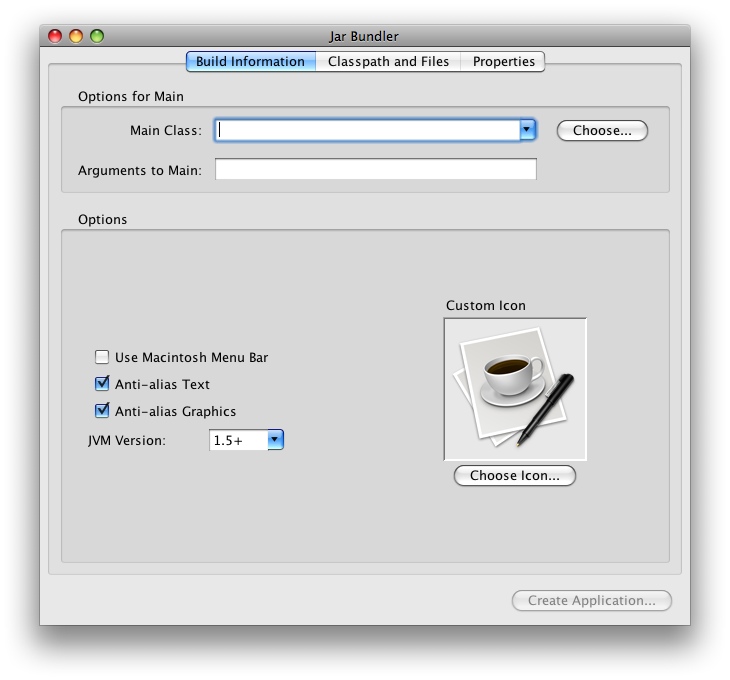 Jar Bundler
Build Information Classpath and Files Properties
Options for Main
Main Class: Choose...
Arguments to Main:
Options
Custom Icon
Use Macintosh Menu Bar
Anti-alias Text
Anti-alias Graphics
JVM Version: 1.5+
Choose Icon...
Create Application...